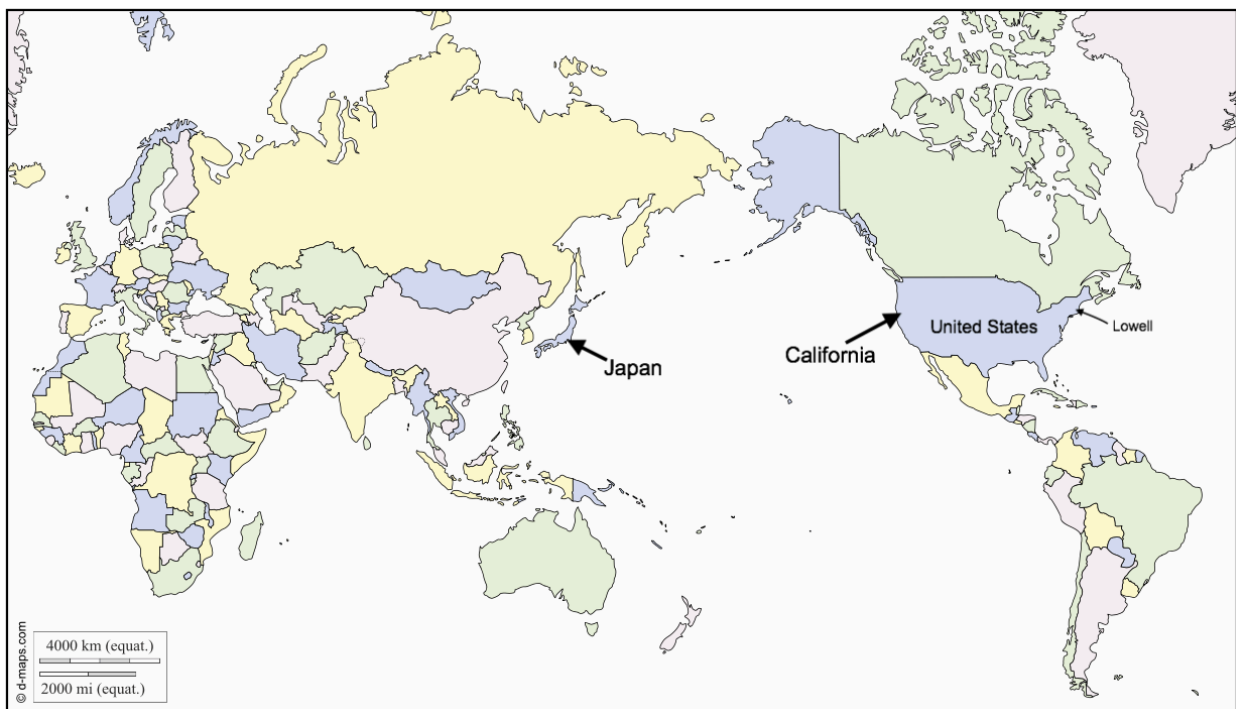 United States
Lowell
California
Japan
4000 km (equat.)
2000 mi (equat.)
© d-maps.com